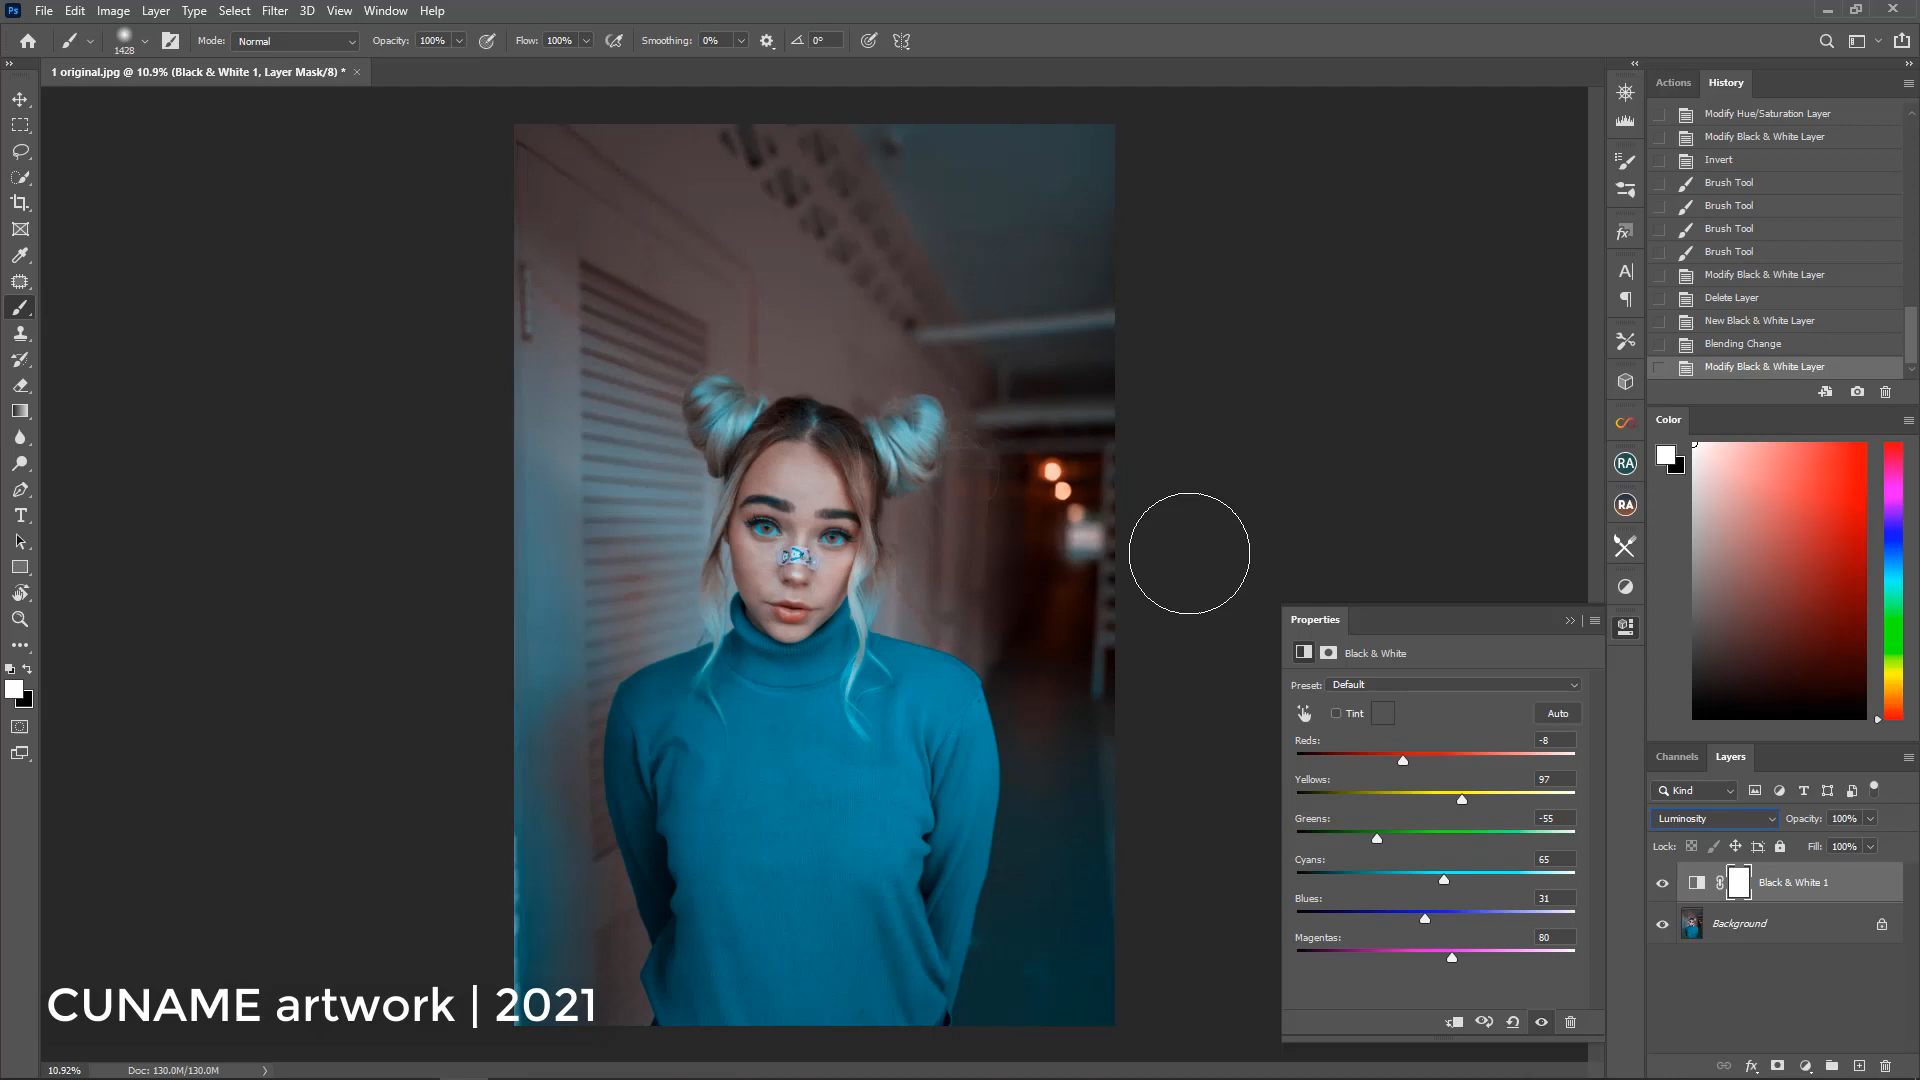 Ps File Edit Image Layer Type Select Filter 3D View Window Help
1428 Mode: Normal Opacity: 100% Flow: 100% Smoothing: 0% 0°
1 original.jpg @ 10.9% (Black & White 1, Layer Mask/8) * ×
Actions History
Modify Hue/Saturation Layer
Modify Black & White Layer
Invert
Brush Tool
Brush Tool
Brush Tool
Brush Tool
Modify Black & White Layer
Delete Layer
New Black & White Layer
Blending Change
Modify Black & White Layer
Color
RA
RA
Properties
Black & White
Preset: Default
Tint Auto
Reds: -8
Yellows: 97
Greens: -55
Cyans: 65
Blues: 31
Magentas: 80
Channels Layers
Kind
Luminosity Opacity: 100%
Lock: Fill: 100%
Black & White 1
Background
fx
CUNAME artwork | 2021
10.92% Doc: 130.0M/130.0M